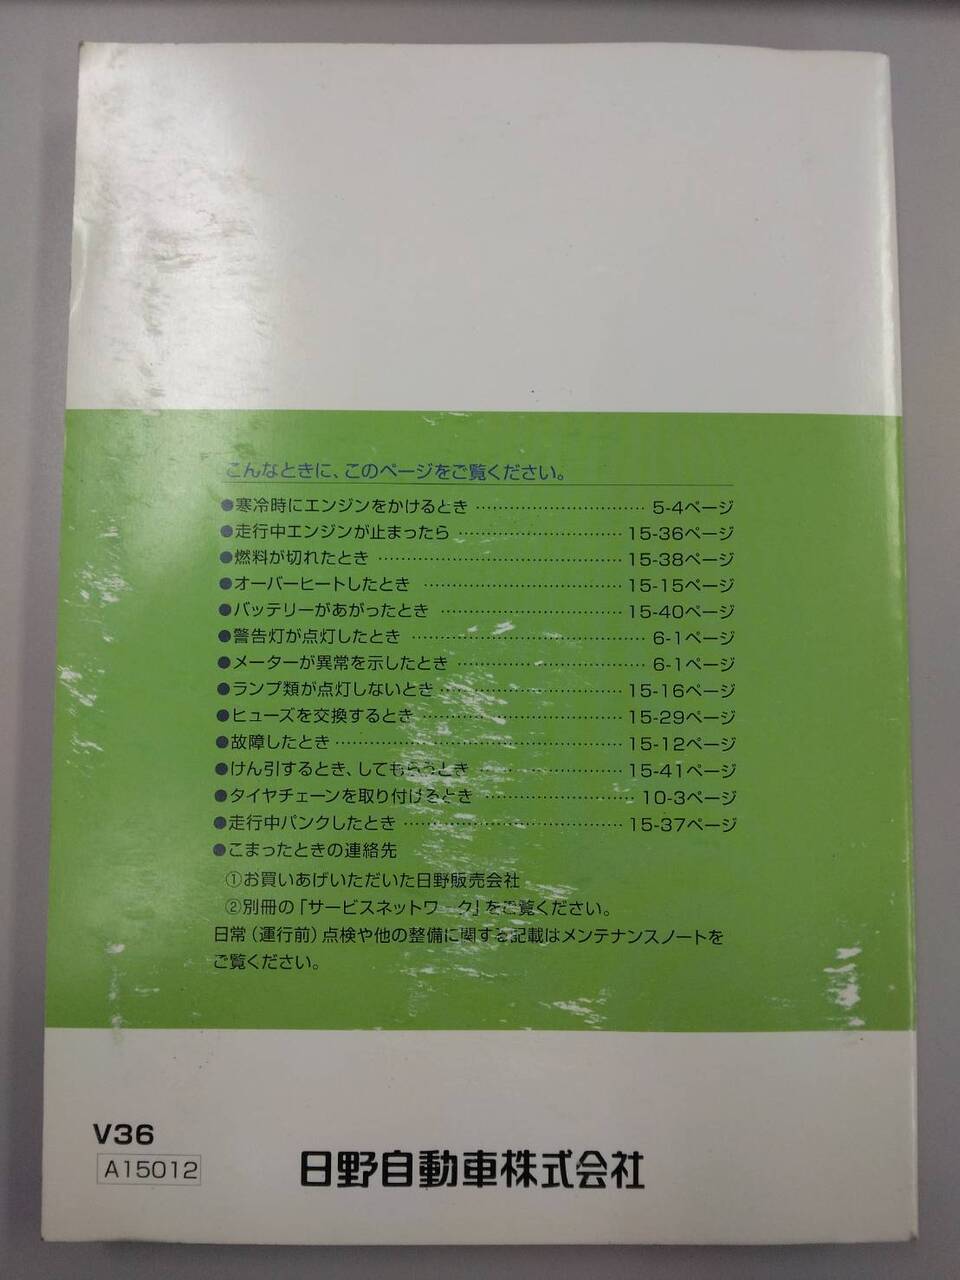 こんなときに、このページをご覧ください。
●寒冷時にエンジンをかけるとき ………………………… 5-4ページ
●走行中エンジンが止まったら ………………………… 15-36ページ
●燃料が切れたとき ………………………… 15-38ページ
●オーバーヒートしたとき ………………………… 15-15ページ
●バッテリーがあがったとき ………………………… 15-40ページ
●警告灯が点灯したとき ………………………… 6-1ページ
●メーターが異常を示したとき ………………………… 6-1ページ
●ランプ類が点灯しないとき ………………………… 15-16ページ
●ヒューズを交換するとき ………………………… 15-29ページ
●故障したとき ………………………… 15-12ページ
●けん引するとき、してもらうとき ………………………… 15-41ページ
●タイヤチェーンを取り付けるとき ………………………… 10-3ページ
●走行中パンクしたとき ………………………… 15-37ページ
●こまったときの連絡先
①お買いあげいただいた日野販売会社
②別冊の「サービスネットワーク」をご覧ください。
日常（運行前）点検や他の整備に関する記載はメンテナンスノートを
ご覧ください。
V36
A15012
日野自動車株式会社